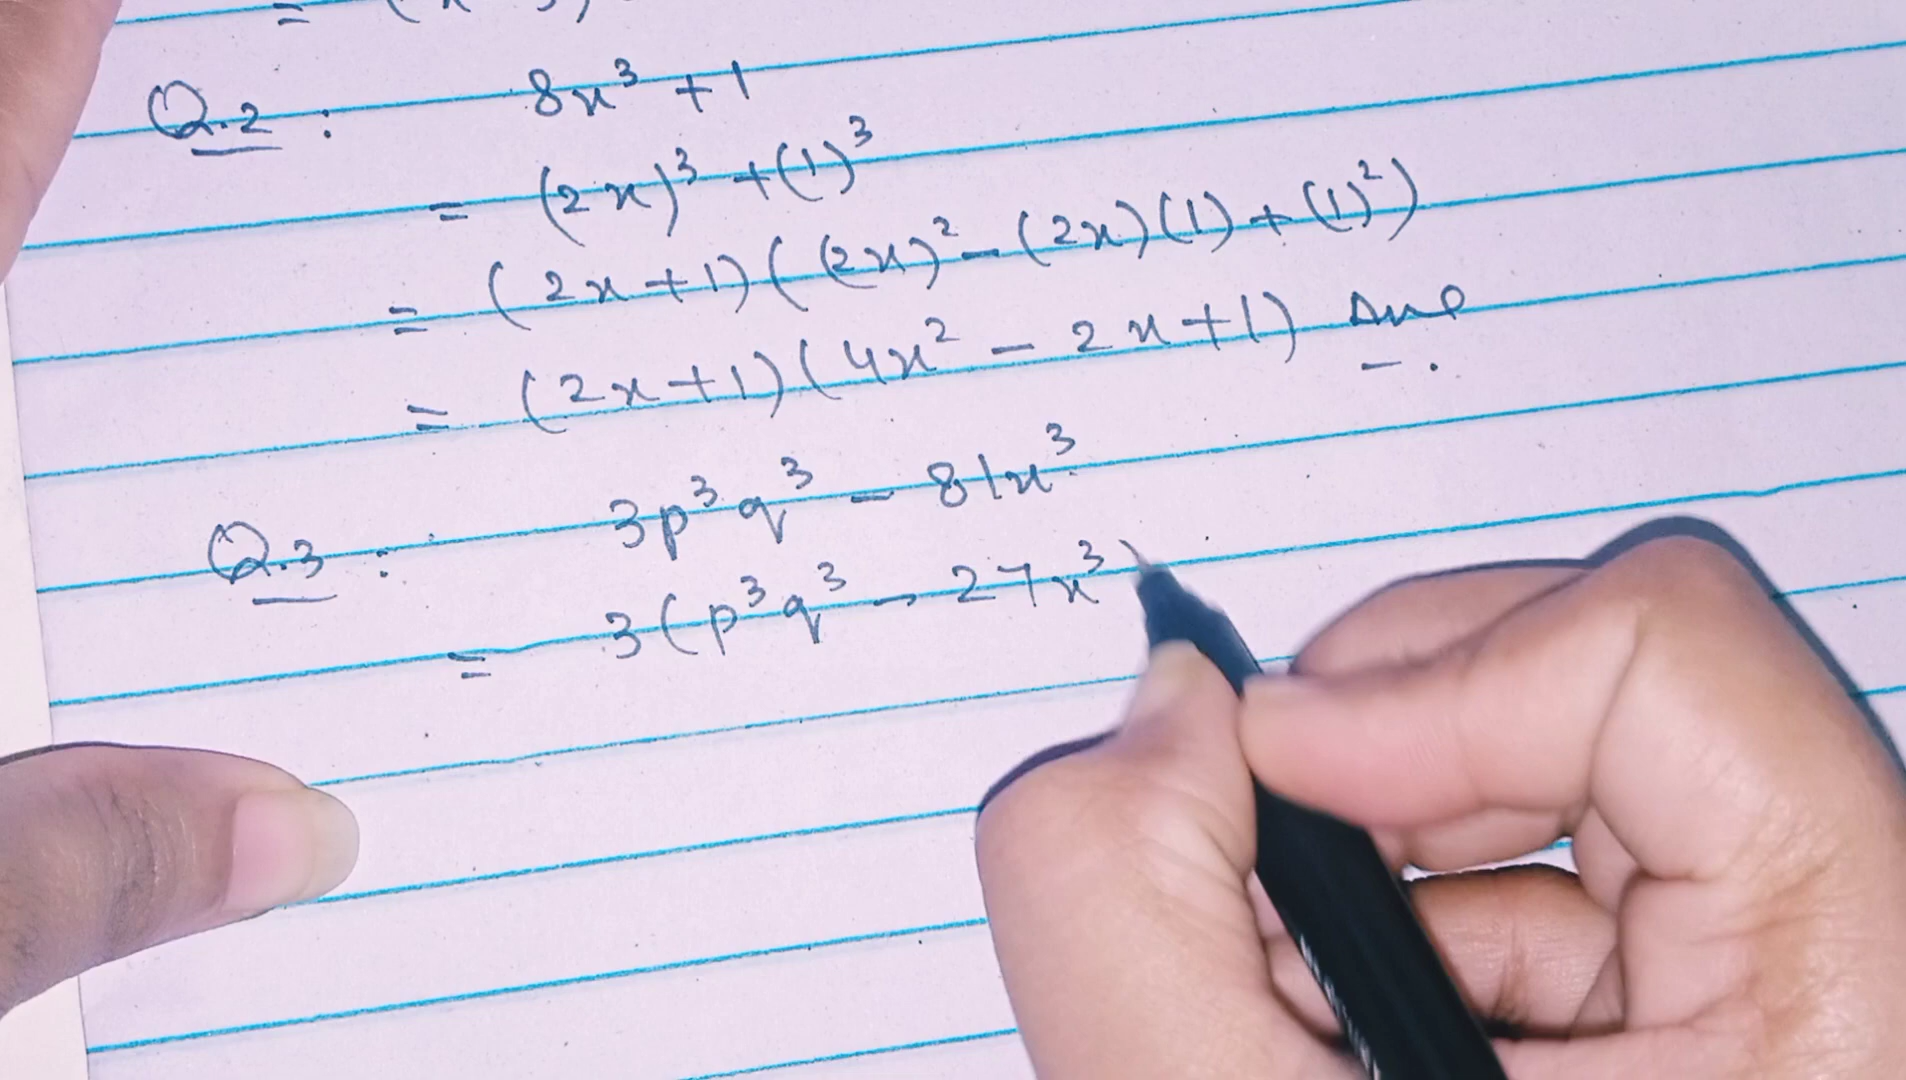 Q.2 : 8x³ + 1
= (2x)³ + (1)³
= (2x + 1) ( (2x)² - (2x) (1) + (1)² )
= (2x + 1) ( 4x² - 2x + 1) Ans.
Q.3 : 3p³q³ - 81x³
= 3 ( p³q³ - 27x³ )